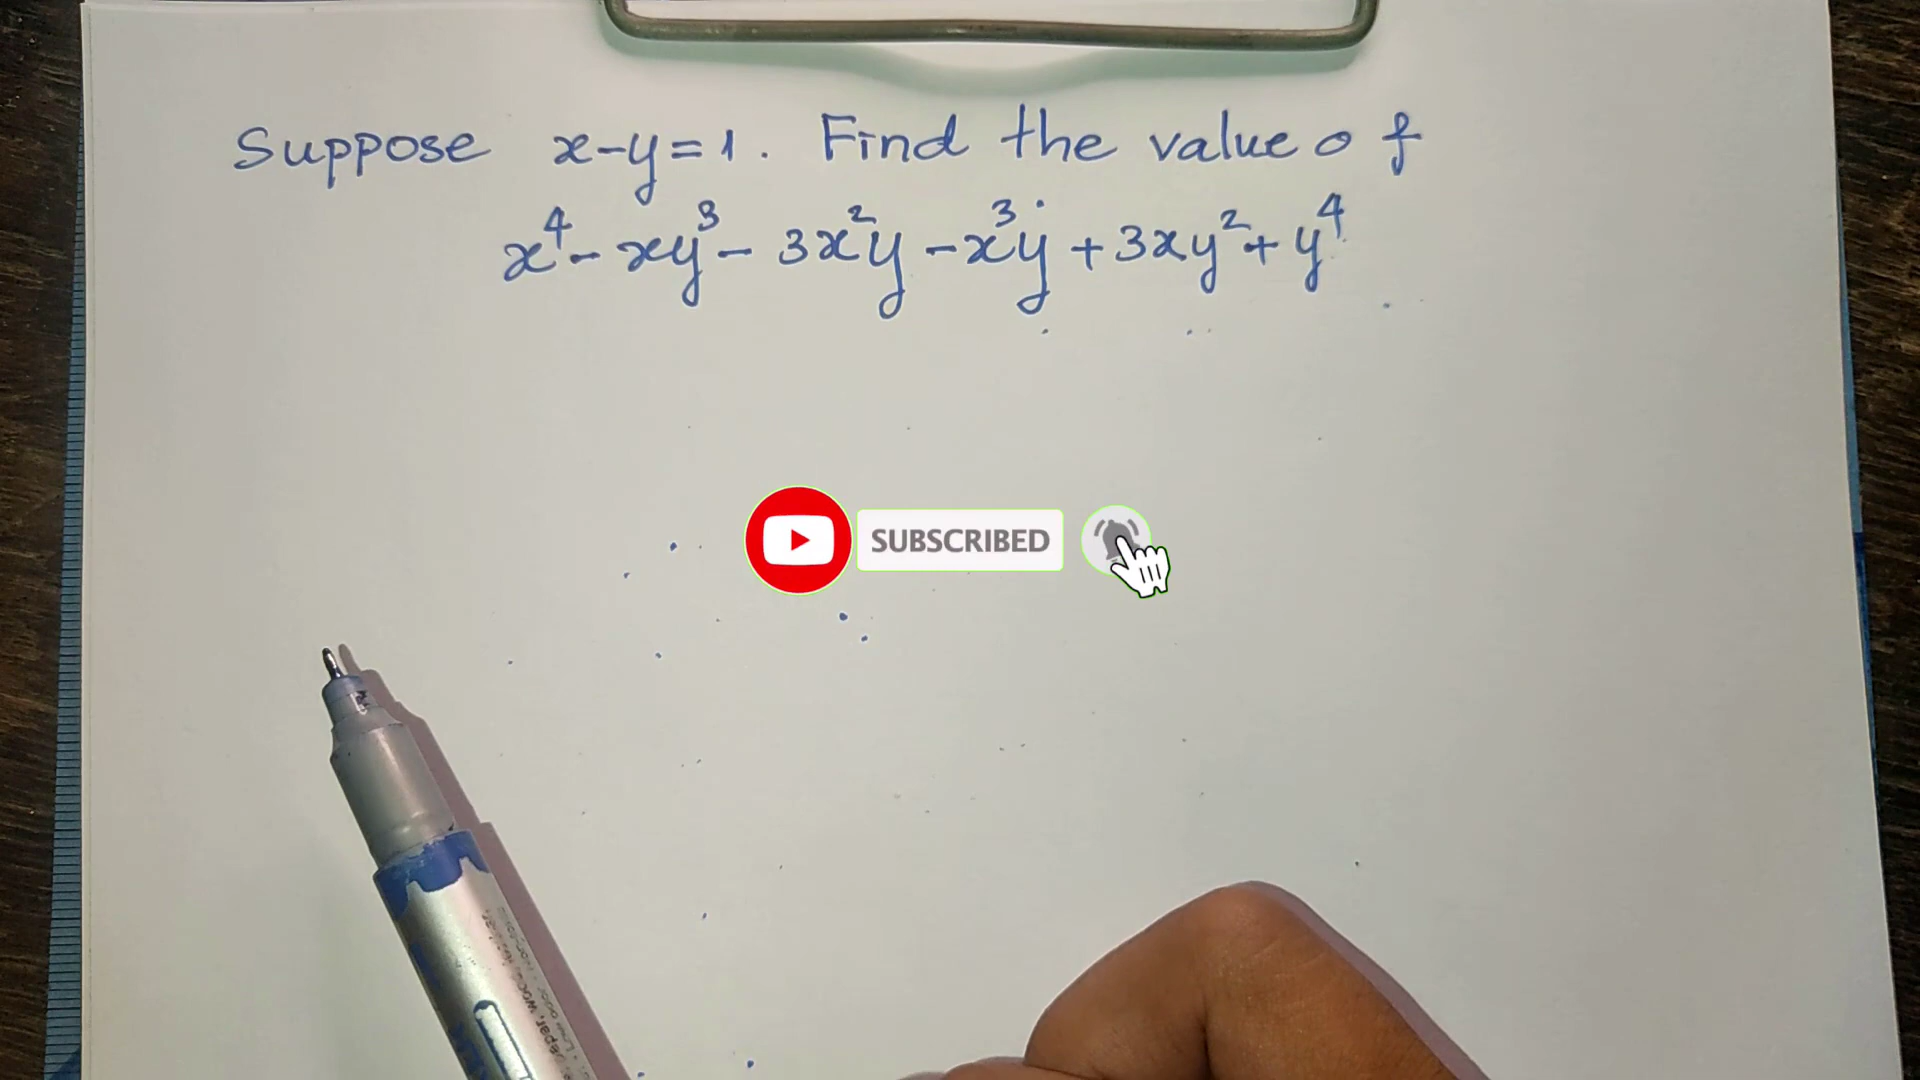 Suppose x-y=1. Find the value of
x⁴- xy³- 3x²y -x³y +3xy²+ y⁴
SUBSCRIBED